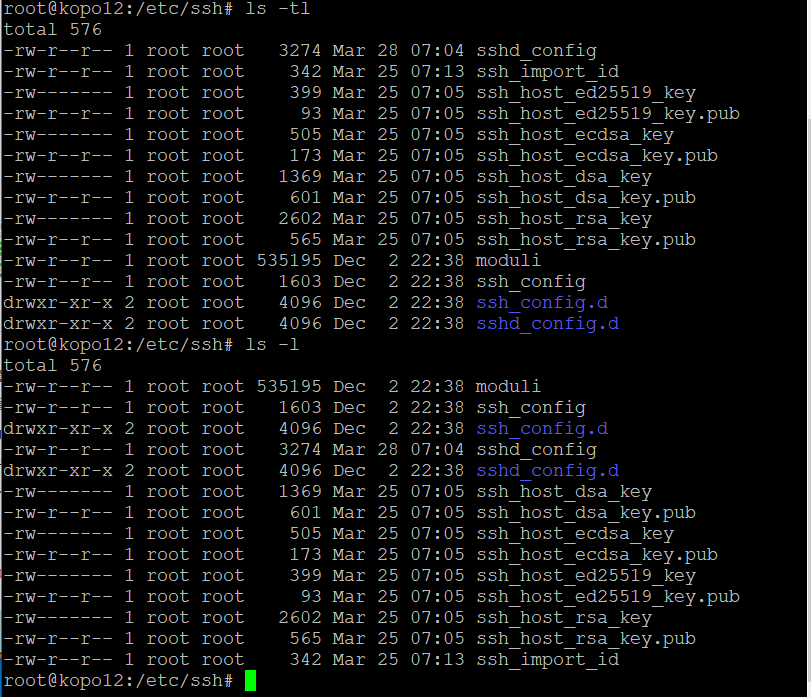 root@kopo12:/etc/ssh# ls -tl
total 576
-rw-r--r-- 1 root root   3274 Mar 28 07:04 sshd_config
-rw-r--r-- 1 root root    342 Mar 25 07:13 ssh_import_id
-rw------- 1 root root    399 Mar 25 07:05 ssh_host_ed25519_key
-rw-r--r-- 1 root root     93 Mar 25 07:05 ssh_host_ed25519_key.pub
-rw------- 1 root root    505 Mar 25 07:05 ssh_host_ecdsa_key
-rw-r--r-- 1 root root    173 Mar 25 07:05 ssh_host_ecdsa_key.pub
-rw------- 1 root root   1369 Mar 25 07:05 ssh_host_dsa_key
-rw-r--r-- 1 root root    601 Mar 25 07:05 ssh_host_dsa_key.pub
-rw------- 1 root root   2602 Mar 25 07:05 ssh_host_rsa_key
-rw-r--r-- 1 root root    565 Mar 25 07:05 ssh_host_rsa_key.pub
-rw-r--r-- 1 root root 535195 Dec  2 22:38 moduli
-rw-r--r-- 1 root root   1603 Dec  2 22:38 ssh_config
drwxr-xr-x 2 root root   4096 Dec  2 22:38 ssh_config.d
drwxr-xr-x 2 root root   4096 Dec  2 22:38 sshd_config.d
root@kopo12:/etc/ssh# ls -l
total 576
-rw-r--r-- 1 root root 535195 Dec  2 22:38 moduli
-rw-r--r-- 1 root root   1603 Dec  2 22:38 ssh_config
drwxr-xr-x 2 root root   4096 Dec  2 22:38 ssh_config.d
-rw-r--r-- 1 root root   3274 Mar 28 07:04 sshd_config
drwxr-xr-x 2 root root   4096 Dec  2 22:38 sshd_config.d
-rw------- 1 root root   1369 Mar 25 07:05 ssh_host_dsa_key
-rw-r--r-- 1 root root    601 Mar 25 07:05 ssh_host_dsa_key.pub
-rw------- 1 root root    505 Mar 25 07:05 ssh_host_ecdsa_key
-rw-r--r-- 1 root root    173 Mar 25 07:05 ssh_host_ecdsa_key.pub
-rw------- 1 root root    399 Mar 25 07:05 ssh_host_ed25519_key
-rw-r--r-- 1 root root     93 Mar 25 07:05 ssh_host_ed25519_key.pub
-rw------- 1 root root   2602 Mar 25 07:05 ssh_host_rsa_key
-rw-r--r-- 1 root root    565 Mar 25 07:05 ssh_host_rsa_key.pub
-rw-r--r-- 1 root root    342 Mar 25 07:13 ssh_import_id
root@kopo12:/etc/ssh#